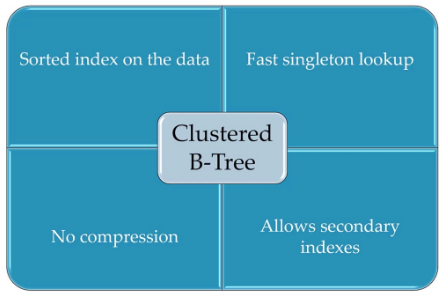 Sorted index on the data
Fast singleton lookup
Clustered
B-Tree
No compression
Allows secondary
indexes